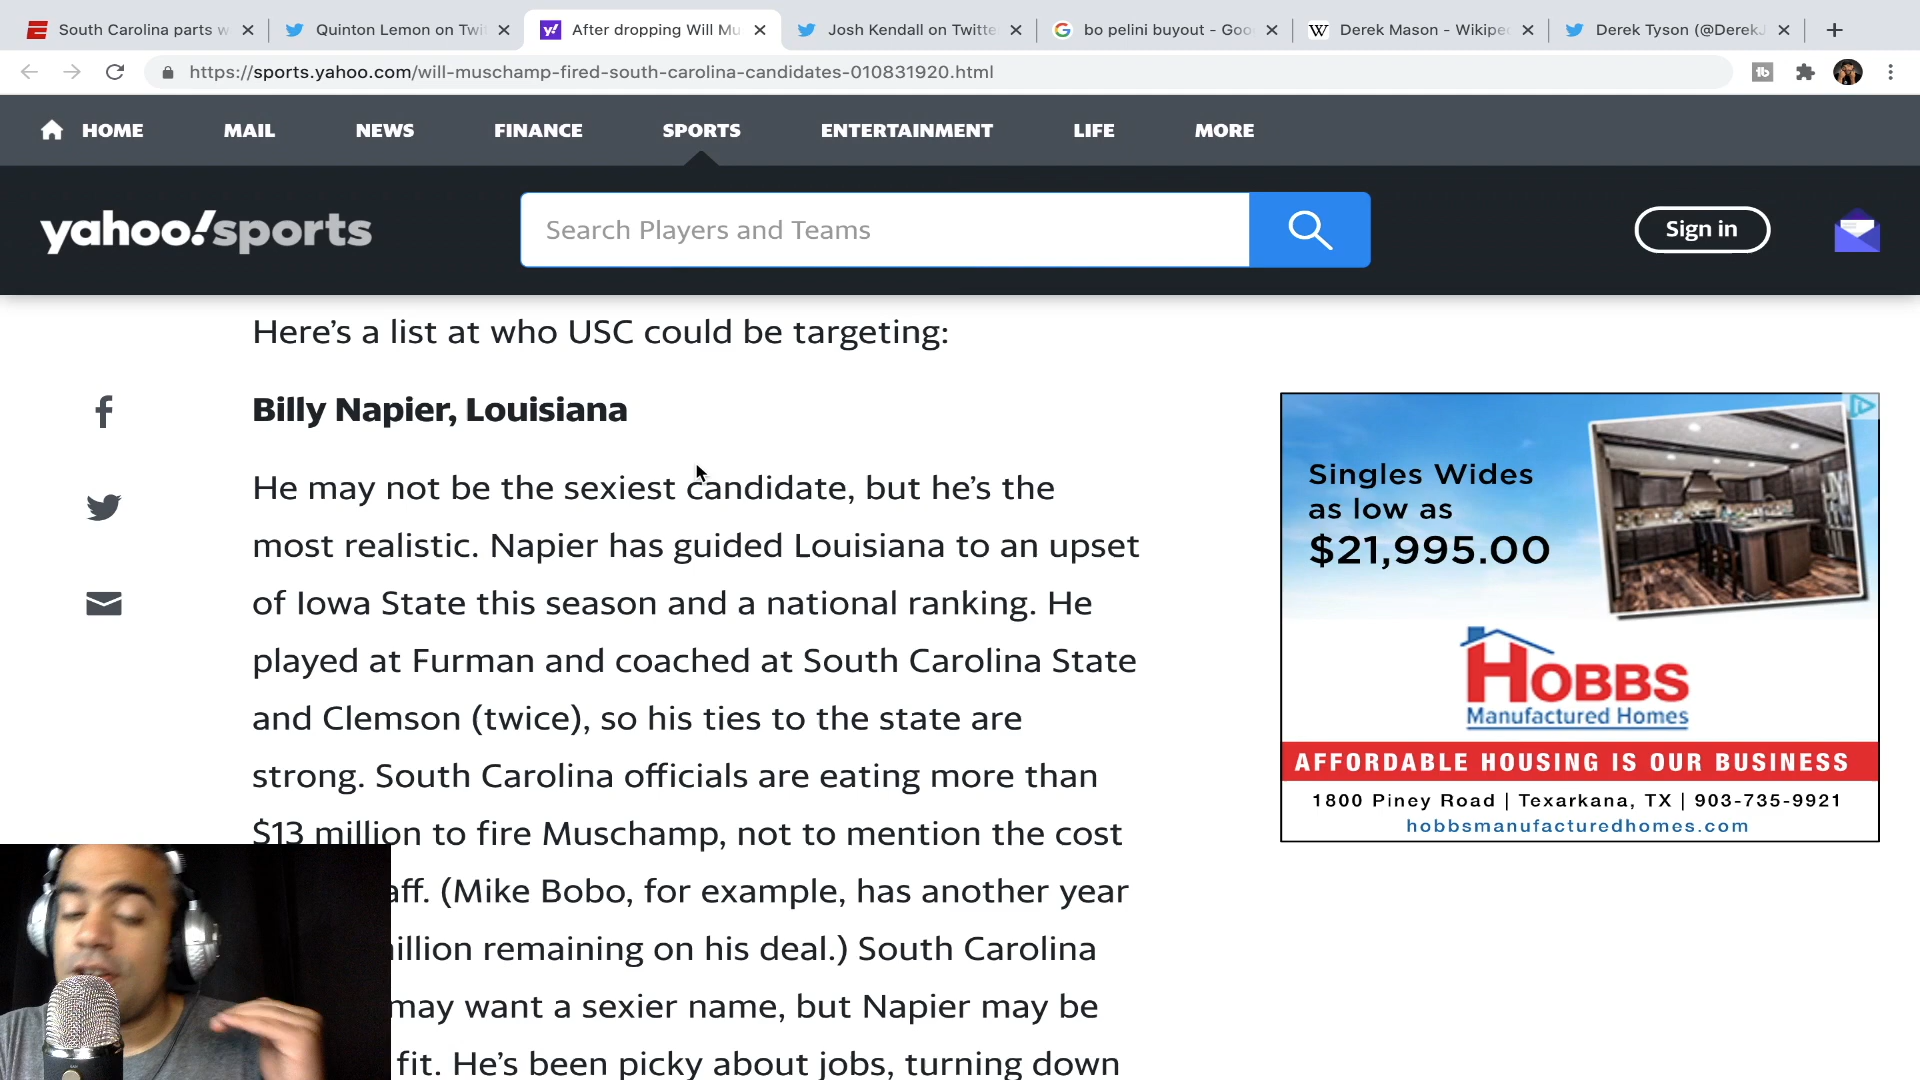 South Carolina parts w
Quinton Lemon on Twi
After dropping Will Mu
Josh Kendall on Twitte
bo pelini buyout - Goo
Derek Mason - Wikipe
Derek Tyson (@DerekJ
https://sports.yahoo.com/will-muschamp-fired-south-carolina-candidates-010831920.html
HOME MAIL NEWS FINANCE SPORTS ENTERTAINMENT LIFE MORE
yahoo!sports
Search Players and Teams
Sign in
Here's a list at who USC could be targeting:
Billy Napier, Louisiana
He may not be the sexiest candidate, but he's the
most realistic. Napier has guided Louisiana to an upset
of Iowa State this season and a national ranking. He
played at Furman and coached at South Carolina State
and Clemson (twice), so his ties to the state are
strong. South Carolina officials are eating more than
$13 million to fire Muschamp, not to mention the cost
aff. (Mike Bobo, for example, has another year
illion remaining on his deal.) South Carolina
may want a sexier name, but Napier may be
fit. He's been picky about jobs, turning down
Singles Wides
as low as
$21,995.00
HOBBS
Manufactured Homes
AFFORDABLE HOUSING IS OUR BUSINESS
1800 Piney Road | Texarkana, TX | 903-735-9921
hobbsmanufacturedhomes.com